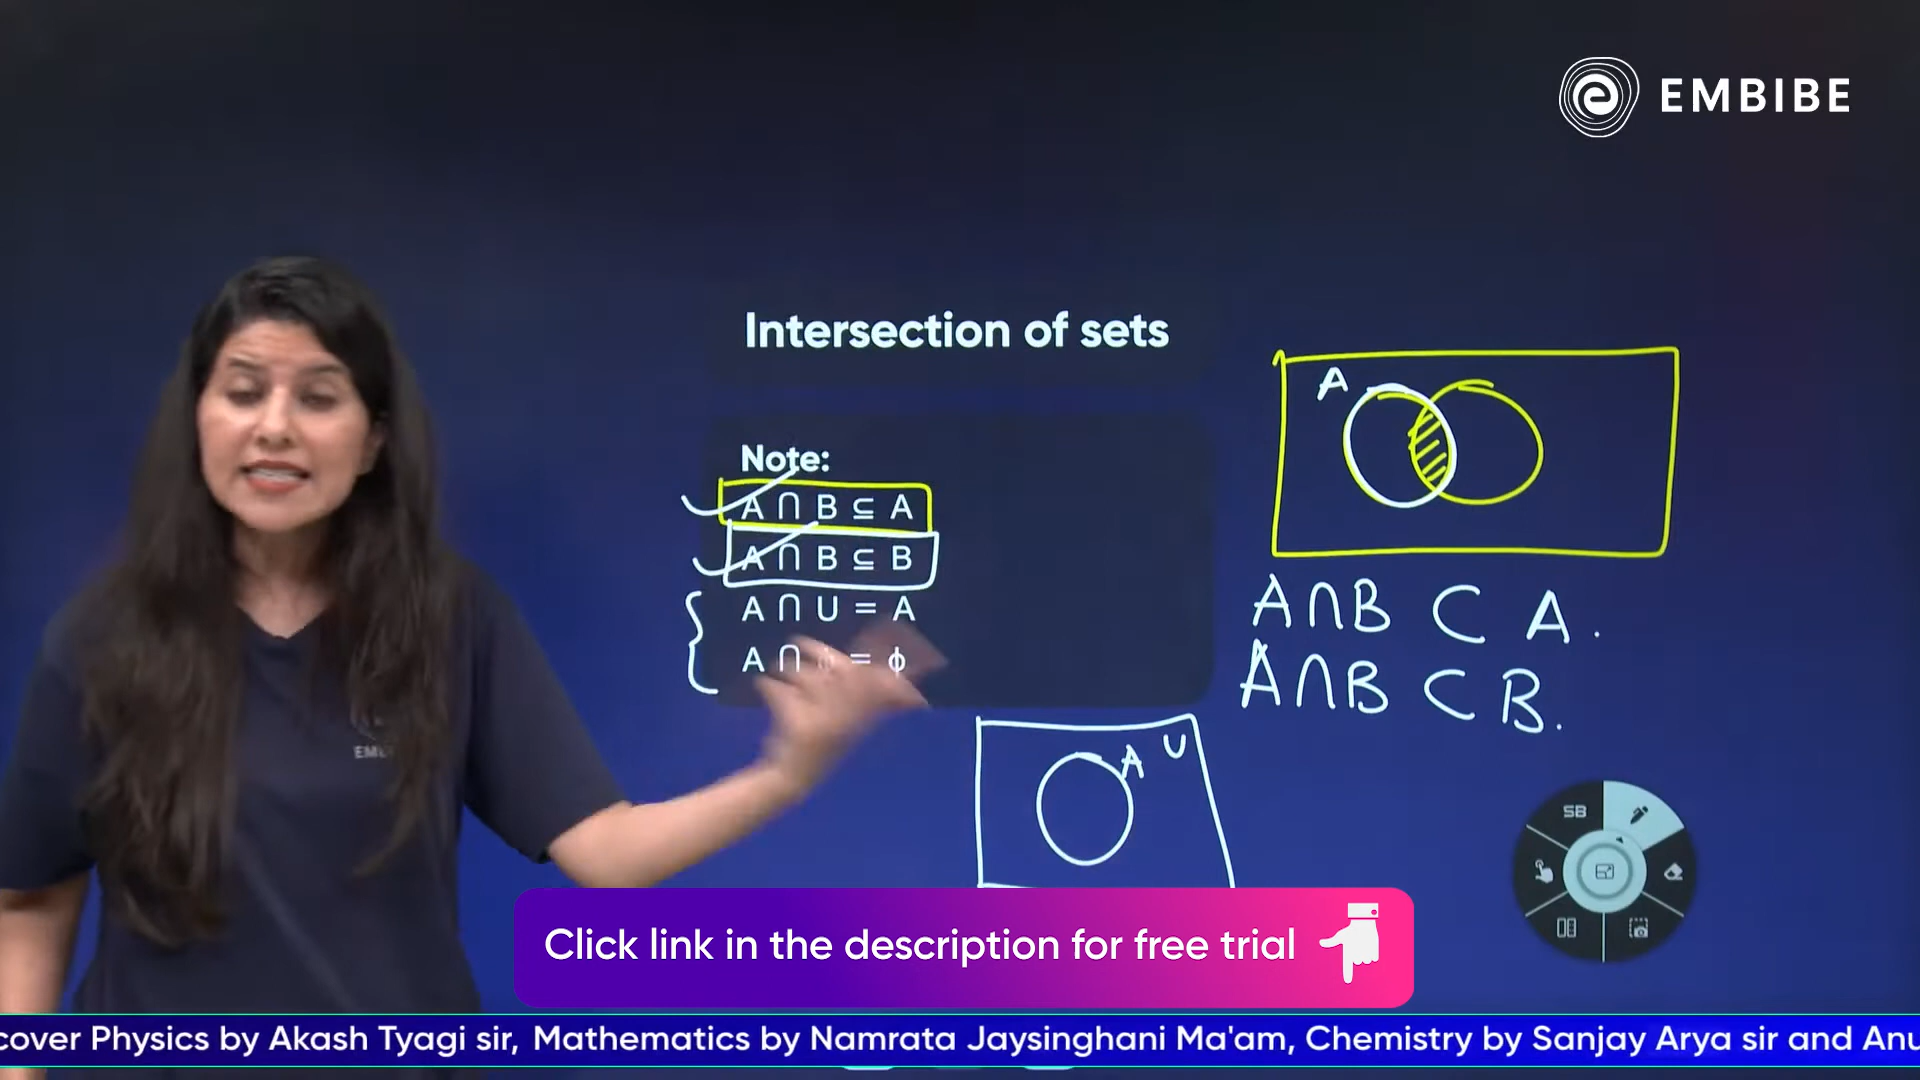 EMBIBE
Intersection of sets
Note:
A ∩ B ⊆ A
A ∩ B ⊆ B
A ∩ U = A
A ∩ ϕ = ϕ
A
A∩B ⊂ A.
A∩B ⊂ B.
A U
SB
Click link in the description for free trial
cover Physics by Akash Tyagi sir, Mathematics by Namrata Jaysinghani Ma'am, Chemistry by Sanjay Arya sir and Anu